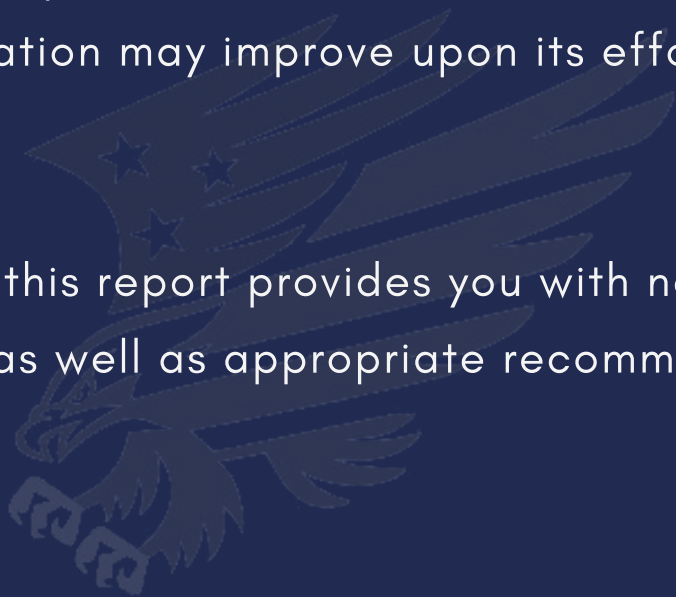 ation may improve upon its effo
this report provides you with n
as well as appropriate recomm